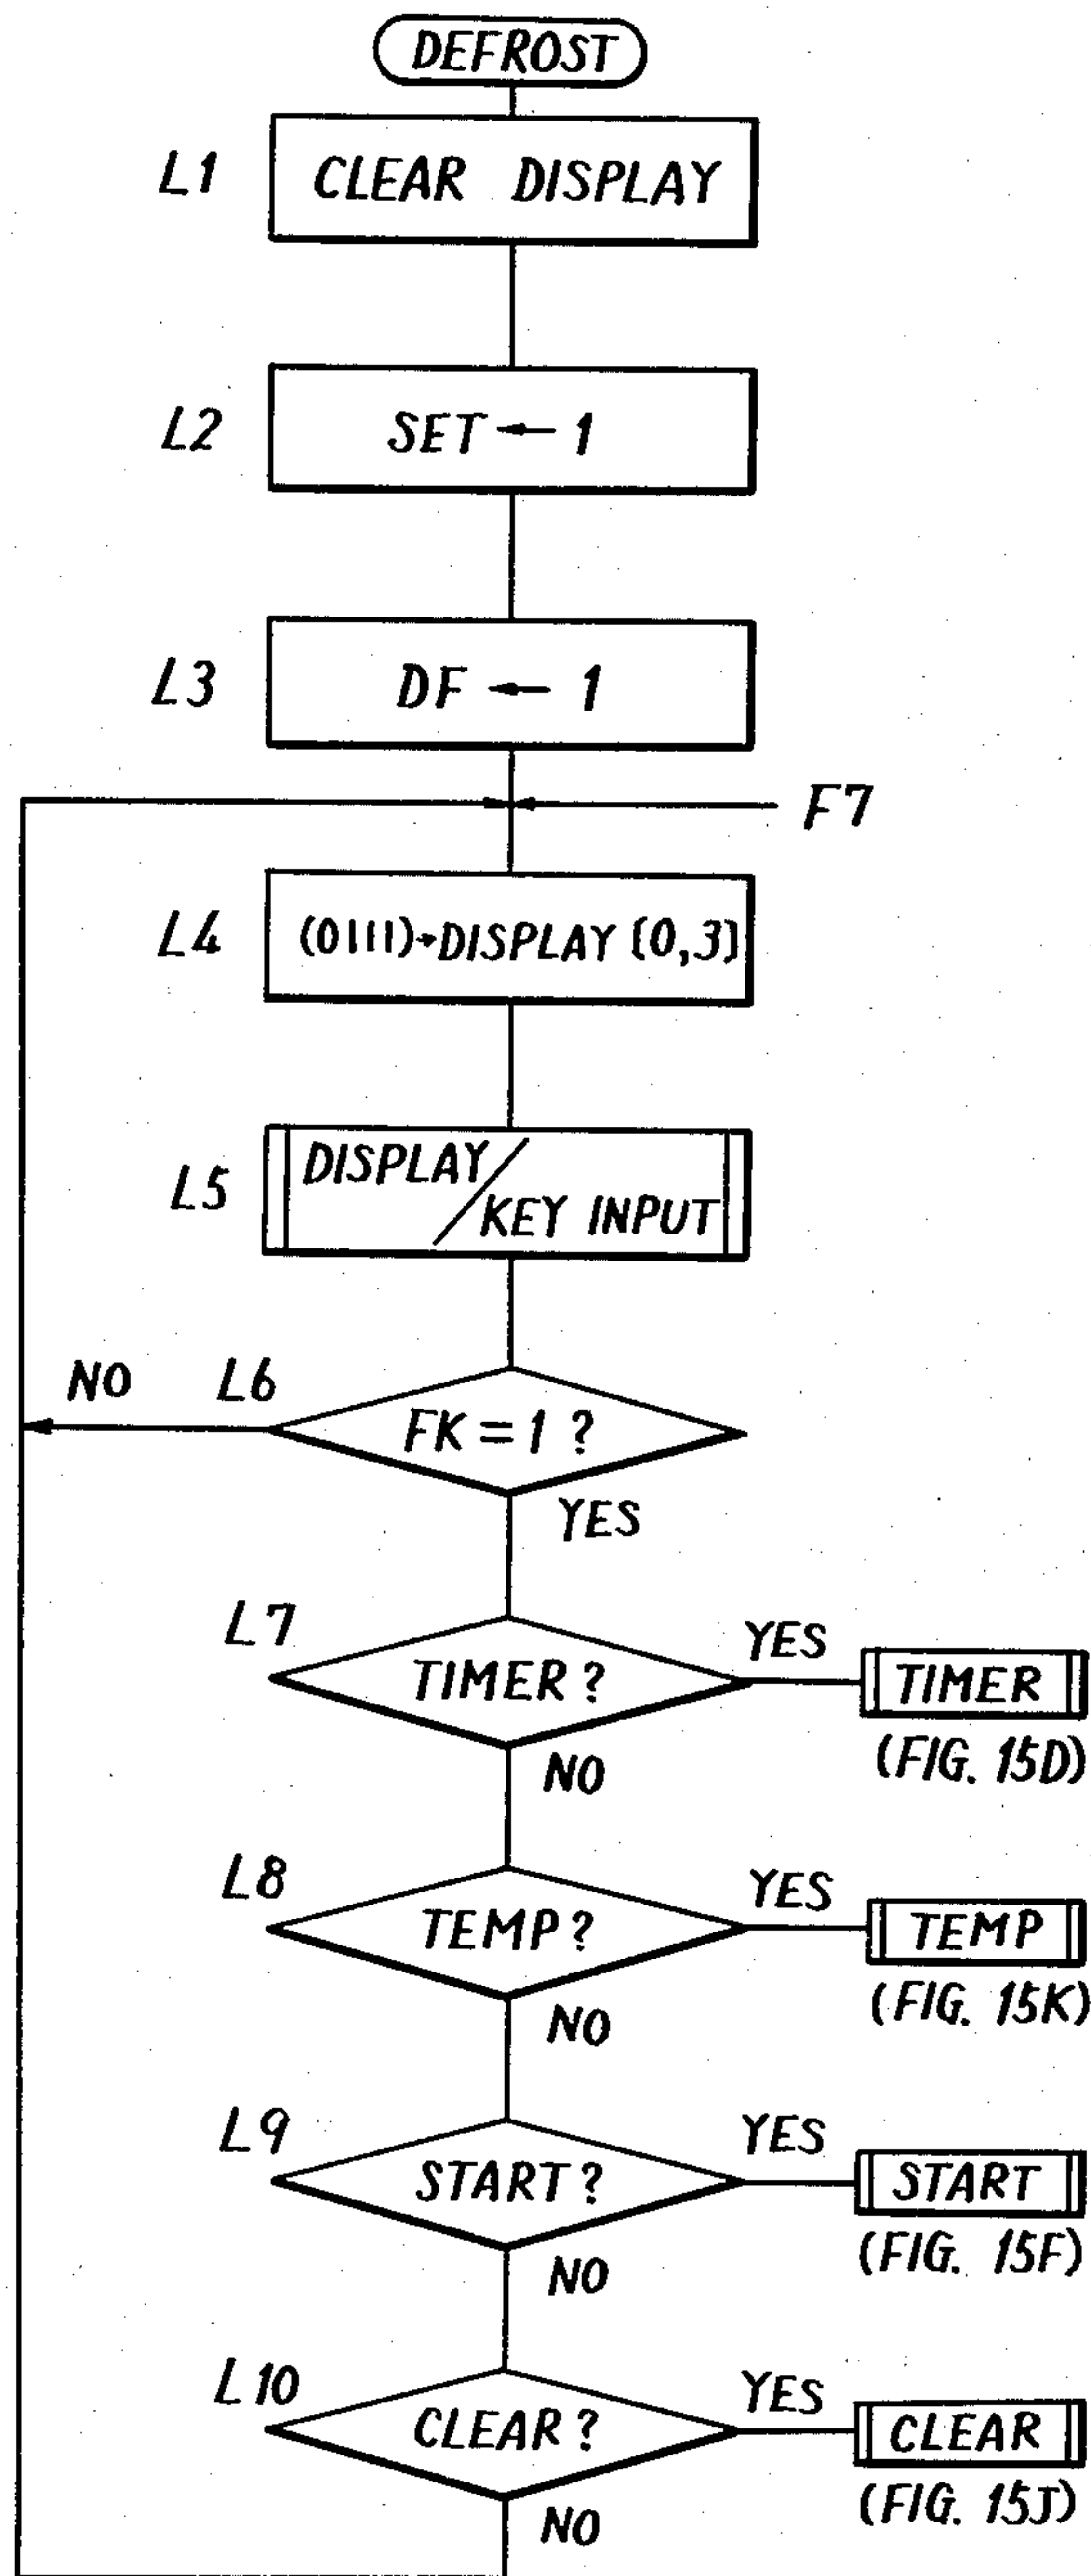 DEFROST
L1 CLEAR DISPLAY
L2 SET ← 1
L3 DF ← 1
F7
L4 (0111)→DISPLAY [0,3]
L5 DISPLAY / KEY INPUT
NO L6 FK = 1 ?
YES
L7 TIMER ? YES TIMER
NO (FIG. 15D)
L8 TEMP ? YES TEMP
NO (FIG. 15K)
L9 START ? YES START
NO (FIG. 15F)
L10 CLEAR ? YES CLEAR
NO (FIG. 15J)